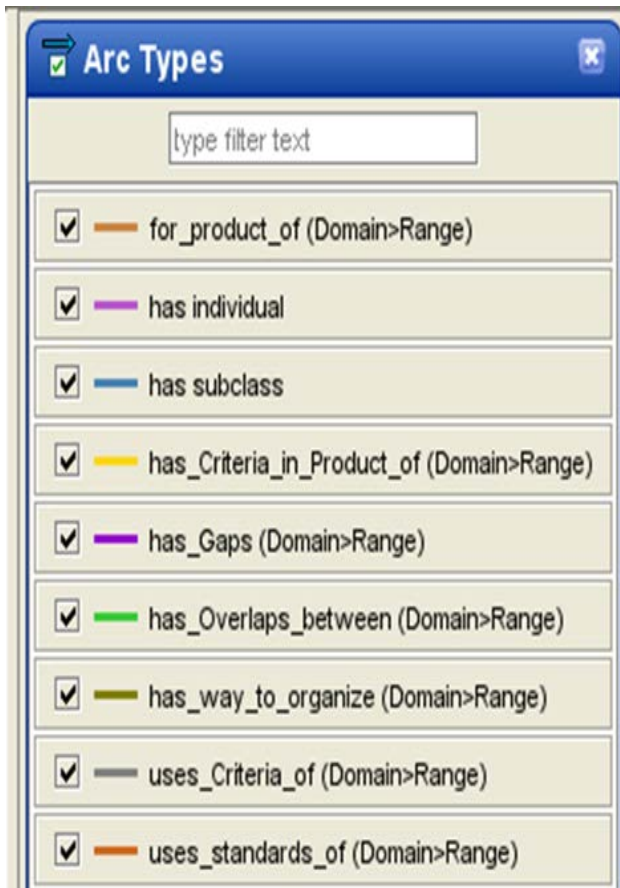 Arc Types
type filter text
for_product_of (Domain>Range)
has individual
has subclass
has_Criteria_in_Product_of (Domain>Range)
has_Gaps (Domain>Range)
has_Overlaps_between (Domain>Range)
has_way_to_organize (Domain>Range)
uses_Criteria_of (Domain>Range)
uses_standards_of (Domain>Range)